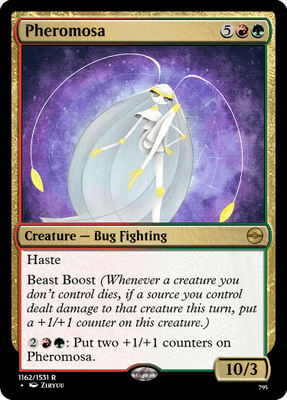 Pheromosa 5
Creature — Bug Fighting
Haste
Beast Boost (Whenever a creature you
don't control dies, if a source you control
dealt damage to that creature this turn, put
a +1/+1 counter on this creature.)
2: Put two +1/+1 counters on
Pheromosa.
10/3
1162/1531 R
• Ziryuu
795